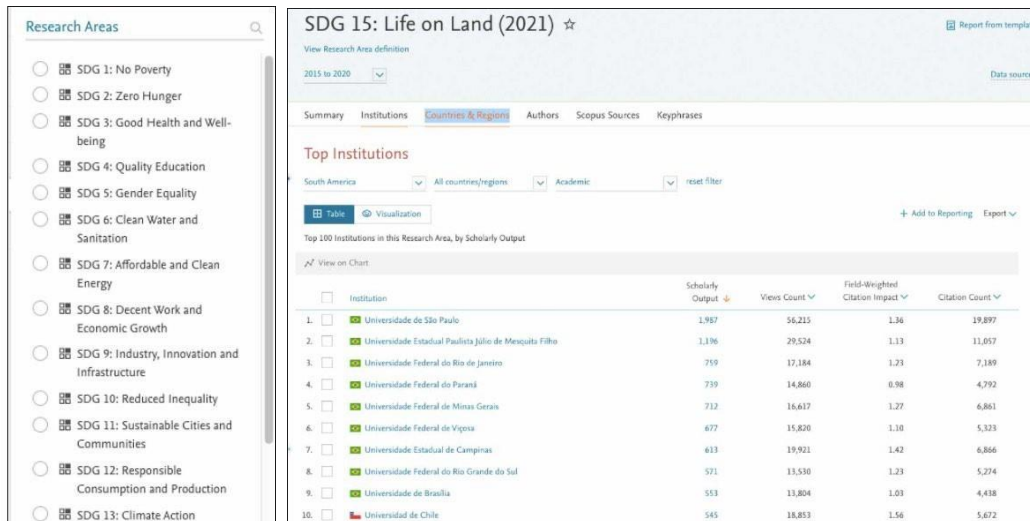 Research Areas
SDG 1: No Poverty
SDG 2: Zero Hunger
SDG 3: Good Health and Well-
being
SDG 4: Quality Education
SDG 5: Gender Equality
SDG 6: Clean Water and
Sanitation
SDG 7: Affordable and Clean
Energy
SDG 8: Decent Work and
Economic Growth
SDG 9: Industry, Innovation and
Infrastructure
SDG 10: Reduced Inequality
SDG 11: Sustainable Cities and
Communities
SDG 12: Responsible
Consumption and Production
SDG 13: Climate Action
SDG 15: Life on Land (2021)
Report from templa
View Research Area definition
2015 to 2020
Data source
Summary Institutions Countries & Regions Authors Scopus Sources Keyphrases
Top Institutions
South America All countries/regions Academic reset filter
Table Visualization + Add to Reporting Export
Top 100 Institutions in this Research Area, by Scholarly Output
View on Chart
Institution Scholarly Output Views Count Field-Weighted Citation Impact Citation Count
1. Universidade de São Paulo 1,987 56,215 1.36 19,897
2. Universidade Estadual Paulista Júlio de Mesquita Filho 1,196 29,524 1.13 11,057
3. Universidade Federal do Rio de Janeiro 759 17,184 1.23 7,189
4. Universidade Federal do Paraná 739 14,860 0.98 4,792
5. Universidade Federal de Minas Gerais 712 16,617 1.27 6,861
6. Universidade Federal de Viçosa 677 15,820 1.10 5,323
7. Universidade Estadual de Campinas 613 19,921 1.42 6,866
8. Universidade Federal do Rio Grande do Sul 571 13,530 1.23 5,274
9. Universidade de Brasília 553 13,804 1.03 4,438
10. Universidad de Chile 545 18,853 1.56 5,672